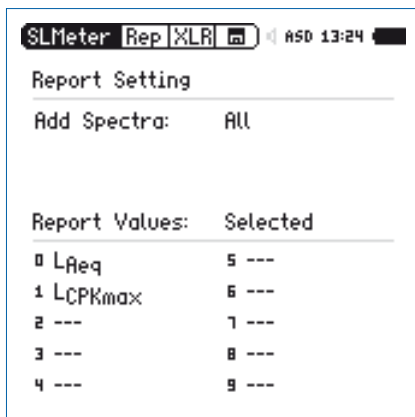 SLMeter Rep XLR ASD 13:24
Report Setting
Add Spectra: All
Report Values: Selected
0 LAeq 5 ---
1 LCPKmax 6 ---
2 --- 7 ---
3 --- 8 ---
4 --- 9 ---